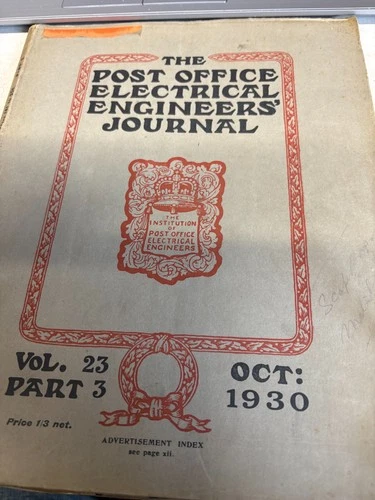 THE
POST OFFICE
ELECTRICAL
ENGINEERS'
JOURNAL
THE
INSTITUTION
OF
POST OFFICE
ELECTRICAL
ENGINEERS
VOL. 23
PART 3
OCT:
1930
Price 1/3 net.
ADVERTISEMENT INDEX
see page xii.